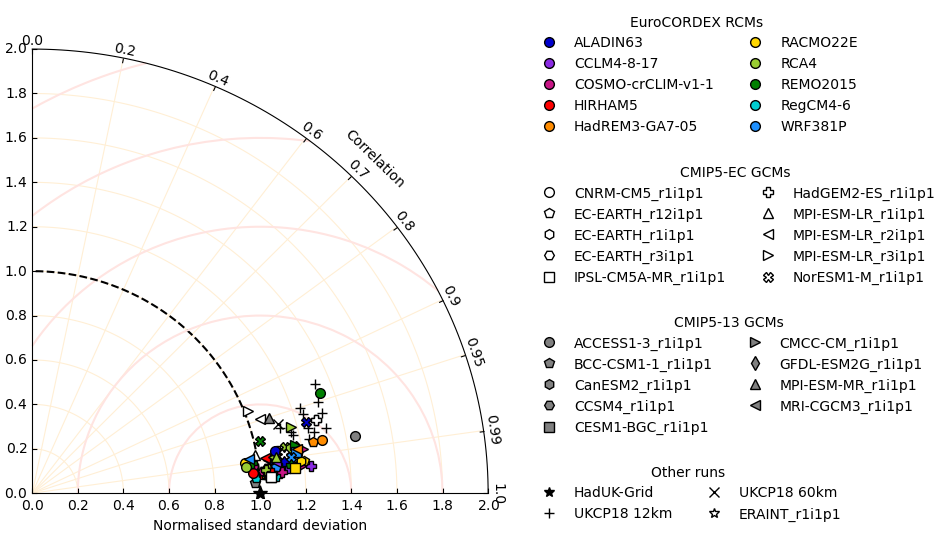 EuroCORDEX RCMs
ALADIN63
CCLM4-8-17
COSMO-crCLIM-v1-1
HIRHAM5
HadREM3-GA7-05
RACMO22E
RCA4
REMO2015
RegCM4-6
WRF381P
CMIP5-EC GCMs
CNRM-CM5_r1i1p1
EC-EARTH_r12i1p1
EC-EARTH_r1i1p1
EC-EARTH_r3i1p1
IPSL-CM5A-MR_r1i1p1
HadGEM2-ES_r1i1p1
MPI-ESM-LR_r1i1p1
MPI-ESM-LR_r2i1p1
MPI-ESM-LR_r3i1p1
NorESM1-M_r1i1p1
CMIP5-13 GCMs
ACCESS1-3_r1i1p1
BCC-CSM1-1_r1i1p1
CanESM2_r1i1p1
CCSM4_r1i1p1
CESM1-BGC_r1i1p1
CMCC-CM_r1i1p1
GFDL-ESM2G_r1i1p1
MPI-ESM-MR_r1i1p1
MRI-CGCM3_r1i1p1
Other runs
HadUK-Grid
UKCP18 12km
UKCP18 60km
ERAINT_r1i1p1
2.0
1.8
1.6
1.4
1.2
1.0
0.8
0.6
0.4
0.2
0.0
0.0
0.2
0.4
0.6
0.7
0.8
0.9
0.95
0.99
1.0
Correlation
0.0 0.2 0.4 0.6 0.8 1.0 1.2 1.4 1.6 1.8 2.0
Normalised standard deviation